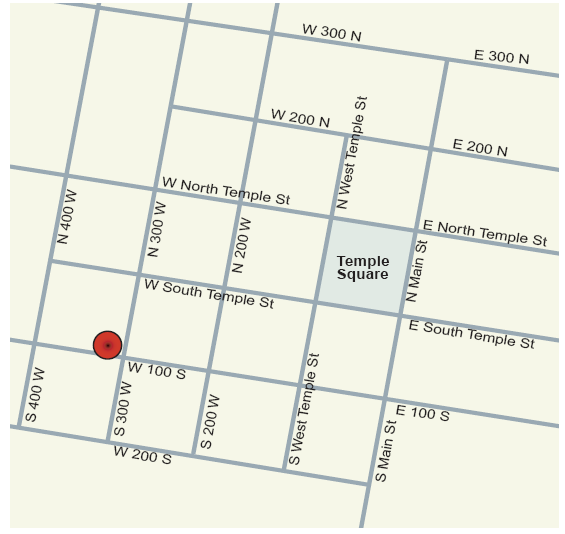 W 300 N
E 300 N
W 200 N
N West Temple St
E 200 N
W North Temple St
N 400 W
N 300 W
N 200 W
E North Temple St
Temple
Square
N Main St
W South Temple St
E South Temple St
W 100 S
S 400 W
S 300 W
S 200 W
S West Temple St
E 100 S
S Main St
W 200 S